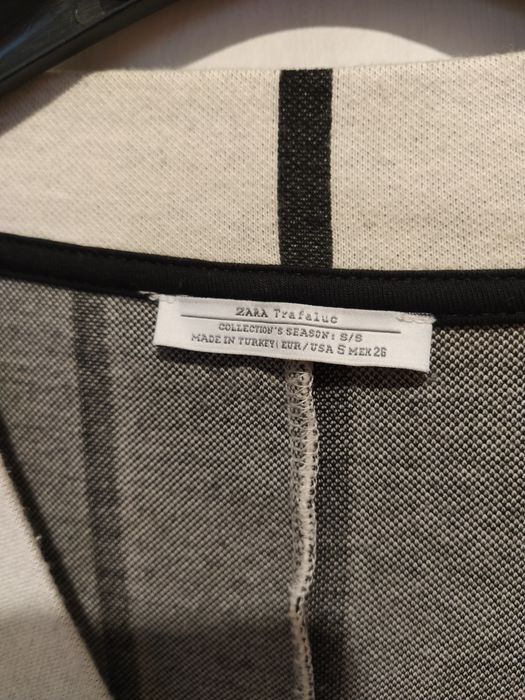 ZARA Trafaluc
COLLECTION'S SEASON: S/S
MADE IN TURKEY: EUR/USA S MEX 26